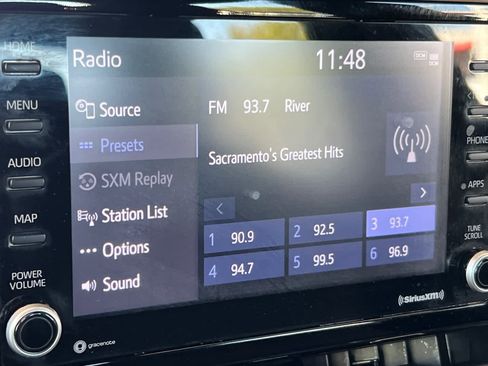 Radio
11:48
DCM
DCM
HOME
MENU
AUDIO
MAP
POWER
VOLUME
Source
Presets
SXM Replay
Station List
Options
Sound
FM 93.7 River
Sacramento's Greatest Hits
1 90.9
2 92.5
3 93.7
4 94.7
5 99.5
6 96.9
PHONE
APPS
TUNE
SCROLL
gracenote
SiriusXM